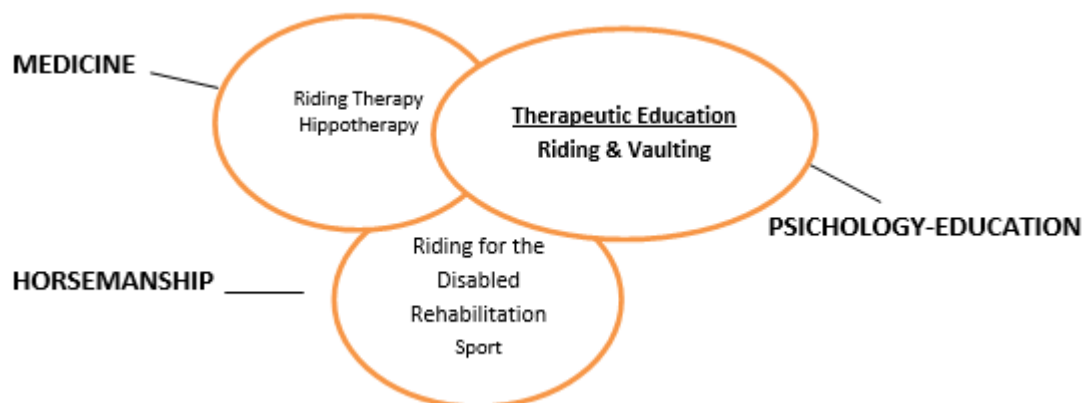 MEDICINE
Riding Therapy
Hippotherapy
Therapeutic Education
Riding & Vaulting
PSICHOLOGY-EDUCATION
HORSEMANSHIP
Riding for the
Disabled
Rehabilitation
Sport